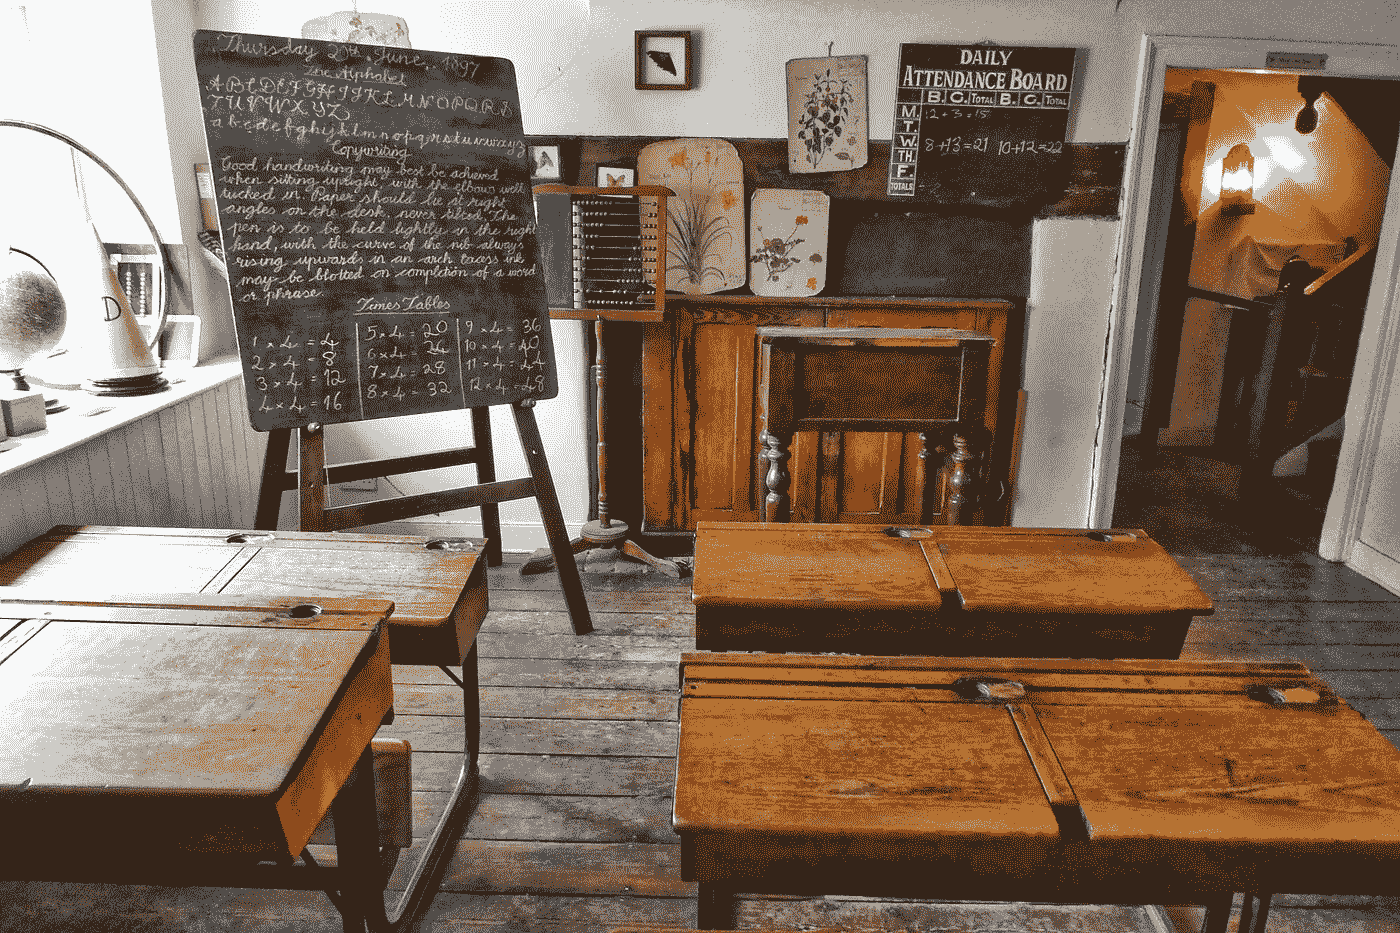 Thursday 29th June, 1897
The Alphabet
A B C D E F G H I J K L M N O P Q R S
T U V W X Y Z
a b c d e f g h i j k l m n o p q r s t u v w x y z
Copywriting
Good handwriting may best be achieved
when sitting upright, with the elbows well
tucked in. Paper should lie at right
angles on the desk, never tilted. The
pen is to be held lightly in the right
hand, with the curve of the nib always
rising upwards in an arch. Excess ink
may be blotted on completion of a word
or phrase.
Times Tables
1 x 4 = 4
2 x 4 = 8
3 x 4 = 12
4 x 4 = 16
5 x 4 = 20
6 x 4 = 24
7 x 4 = 28
8 x 4 = 32
9 x 4 = 36
10 x 4 = 40
11 x 4 = 44
12 x 4 = 48
D
DAILY
ATTENDANCE BOARD
B. G. TOTAL B. G. TOTAL
M. 12 + 3 = 15
T.
W. 8+13=21 10+12=22
TH.
F.
TOTALS